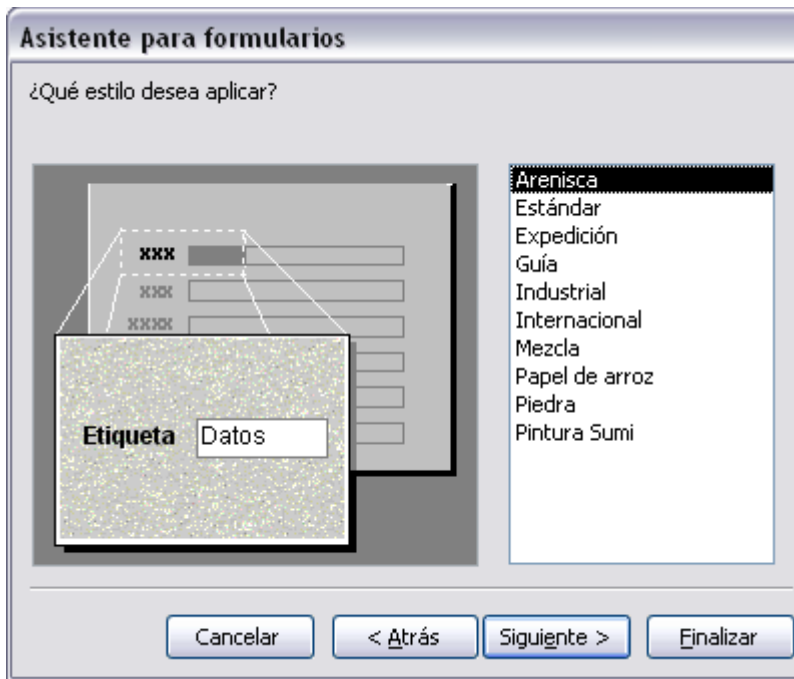 Asistente para formularios
¿Qué estilo desea aplicar?
xxx
xxx
xxxx
Etiqueta Datos
Arenisca
Estándar
Expedición
Guía
Industrial
Internacional
Mezcla
Papel de arroz
Piedra
Pintura Sumi
Cancelar < Atrás Siguiente > Finalizar